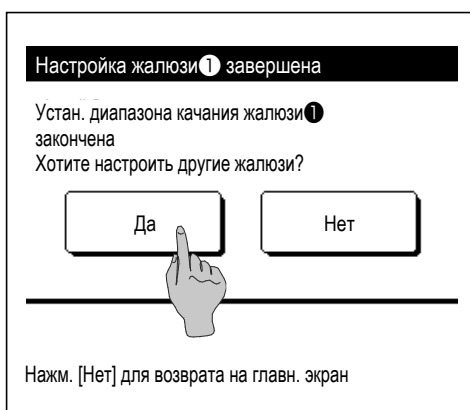 Настройка жалюзи❶ завершена
Устан. диапазона качания жалюзи❶
закончена
Хотите настроить другие жалюзи?
Да
Нет
Нажм. [Нет] для возврата на главн. экран